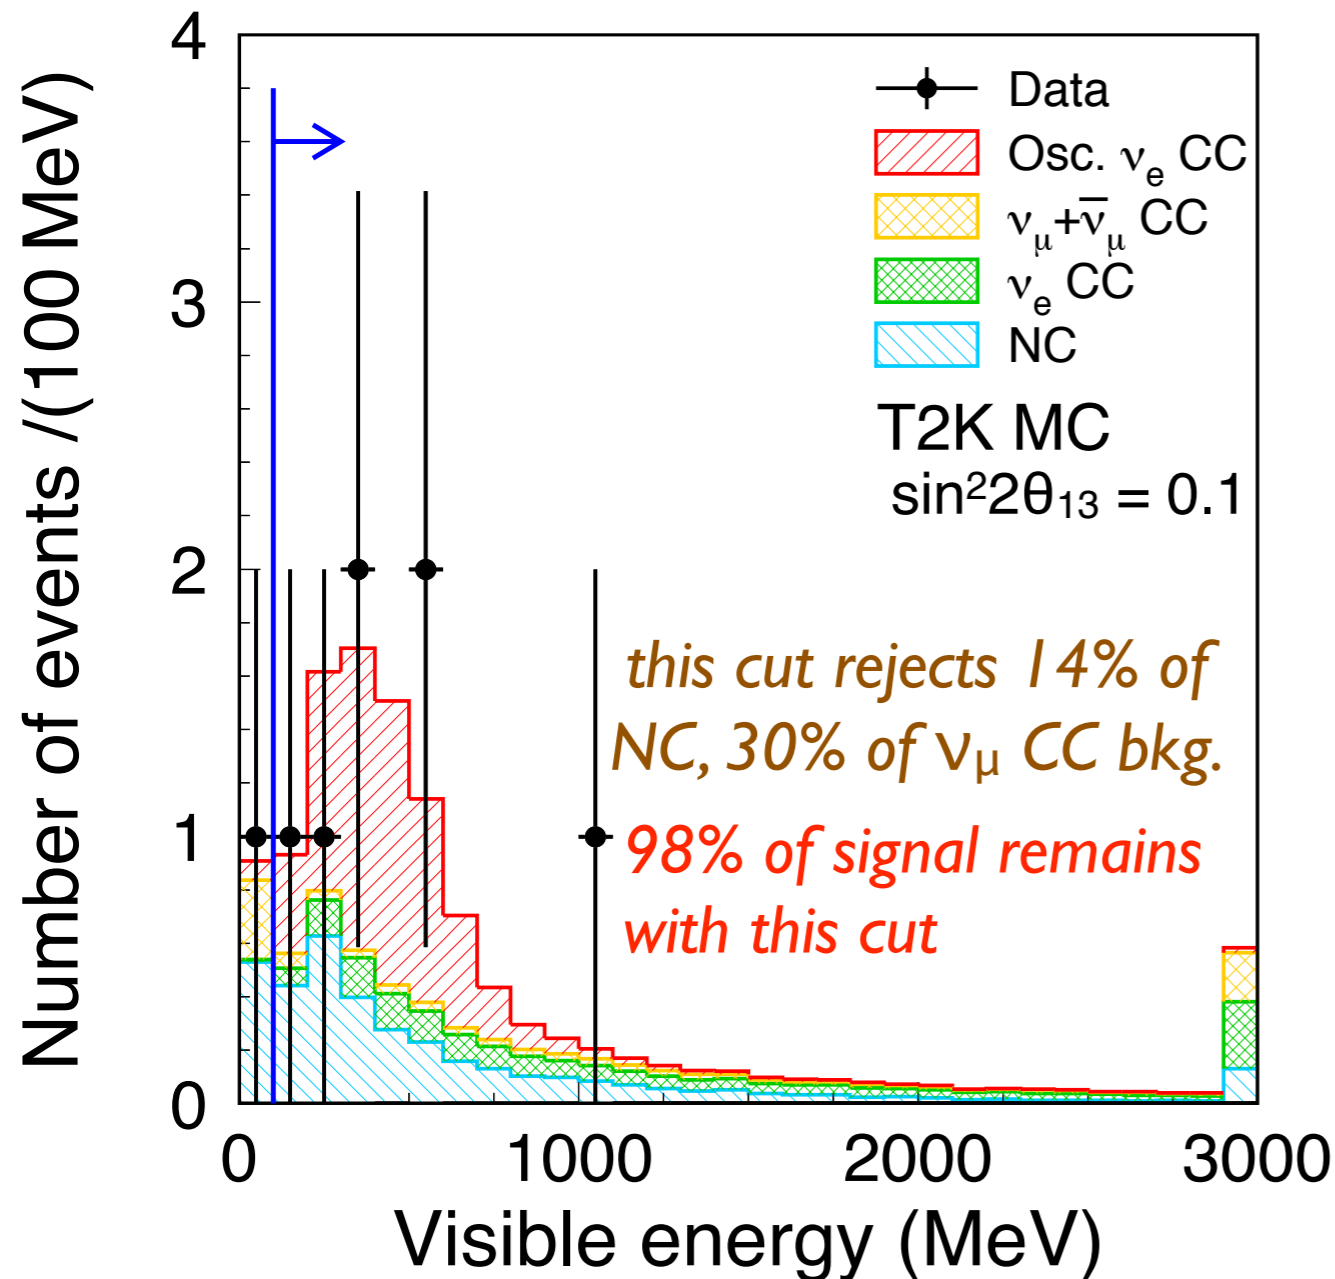 Number of events /(100 MeV)
4
3
2
1
0
Data
Osc. νe CC
νμ+ν̅μ CC
νe CC
NC
T2K MC
sin²2θ₁₃ = 0.1
this cut rejects 14% of
NC, 30% of νμ CC bkg.
98% of signal remains
with this cut
0 1000 2000 3000
Visible energy (MeV)